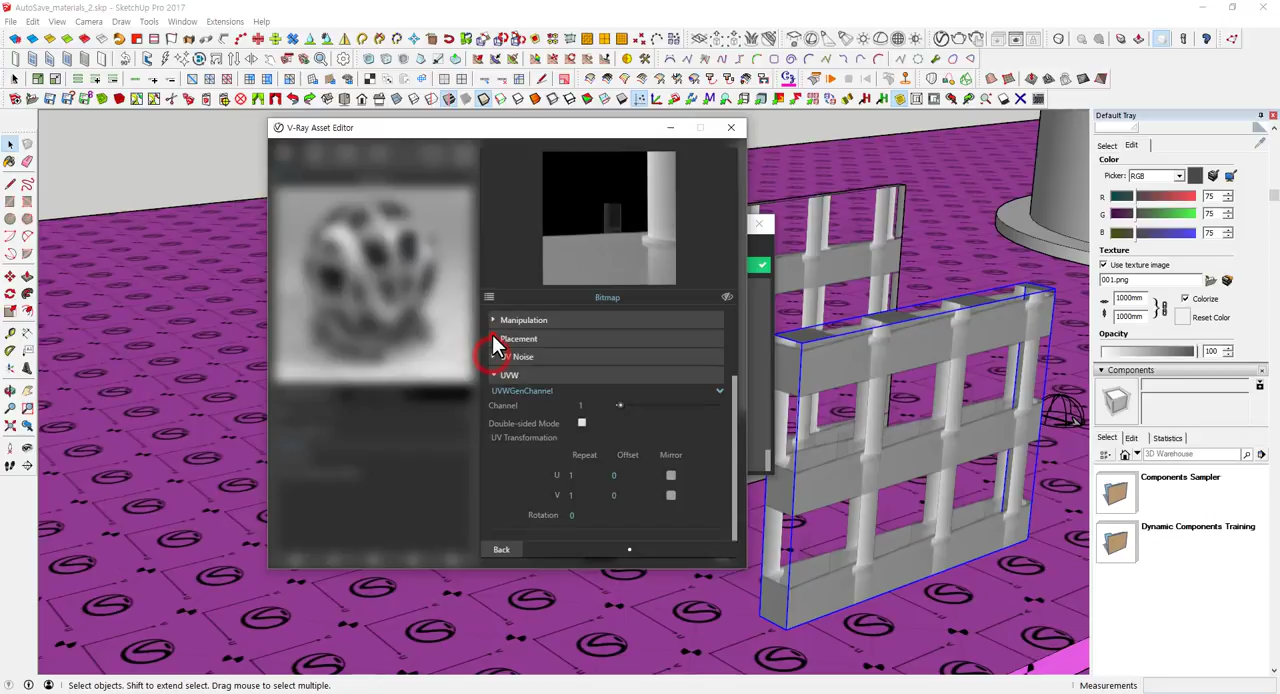 AutoSave_materials_2.skp - SketchUp Pro 2017
File Edit View Camera Draw Tools Window Extensions Help
V-Ray Asset Editor
Bitmap
Manipulation
Placement
UV Noise
UVW
UVWGenChannel
Channel 1
Double-sided Mode
UV Transformation
Repeat Offset Mirror
U 1 0
V 1 0
Rotation 0
Back
Default Tray
Select Edit
Color
Picker: RGB
R 75
G 75
B 75
Texture
Use texture image
001.png
1000mm Colorize
1000mm Reset Color
Opacity
100
Components
Select Edit Statistics
3D Warehouse
Components Sampler
Dynamic Components Training
Select objects. Shift to extend select. Drag mouse to select multiple.
Measurements